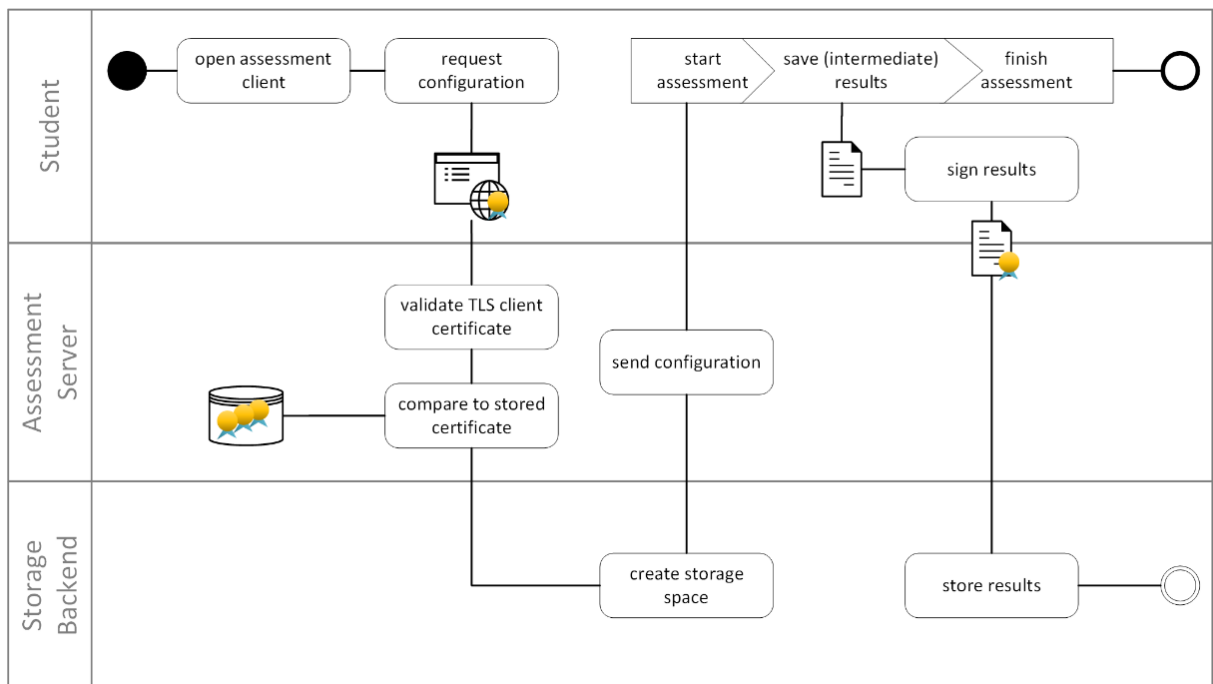 Student
open assessment
client
request
configuration
start
assessment
save (intermediate)
results
finish
assessment
sign results
Assessment
Server
validate TLS client
certificate
send configuration
compare to stored
certificate
Storage
Backend
create storage
space
store results